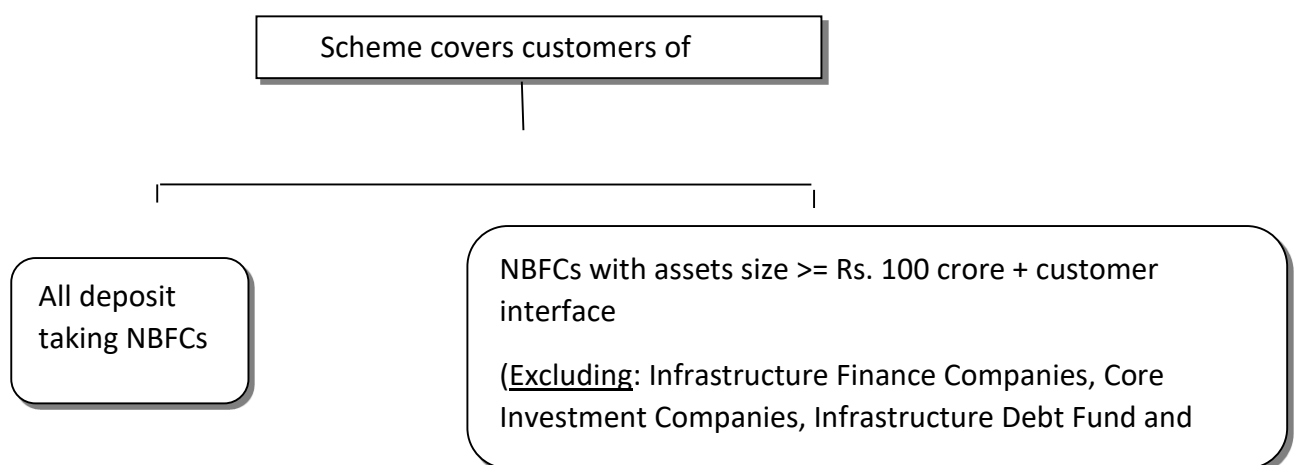 Scheme covers customers of
All deposit
taking NBFCs
NBFCs with assets size >= Rs. 100 crore + customer
interface
(Excluding: Infrastructure Finance Companies, Core
Investment Companies, Infrastructure Debt Fund and